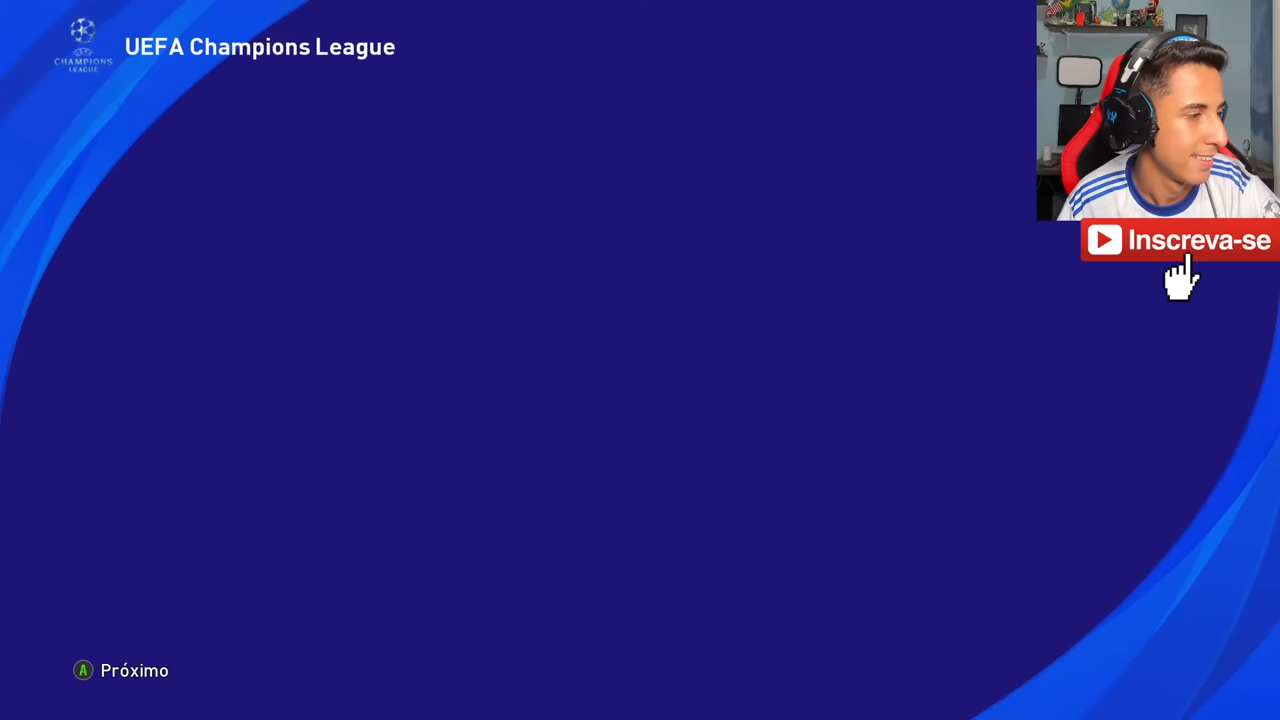 UEFA Champions League
CHAMPIONS
LEAGUE
Inscreva-se
A Próximo